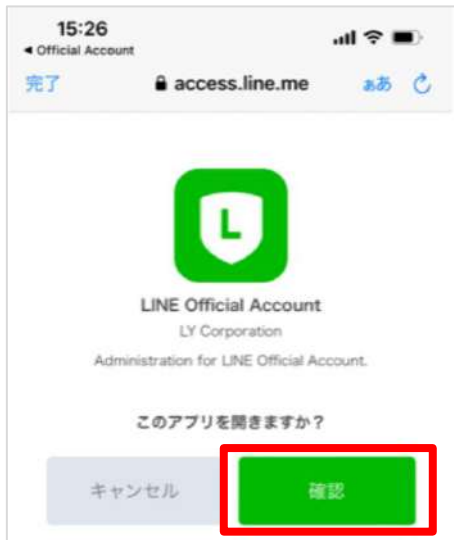 15:26
◀ Official Account
完了 access.line.me ぁあ
L
LINE Official Account
LY Corporation
Administration for LINE Official Account.
このアプリを開きますか？
キャンセル 確認